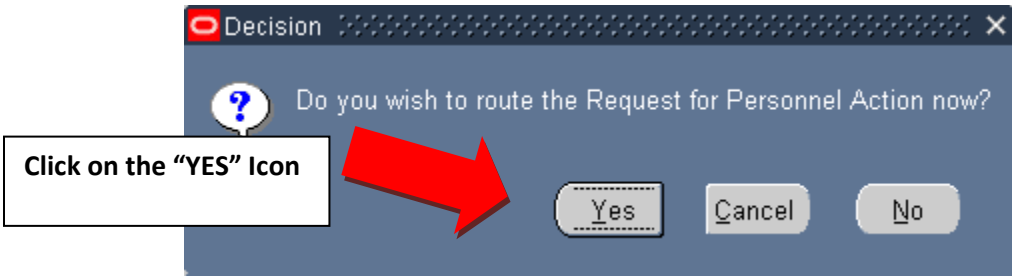 Decision
Do you wish to route the Request for Personnel Action now?
Click on the “YES” Icon
Yes Cancel No